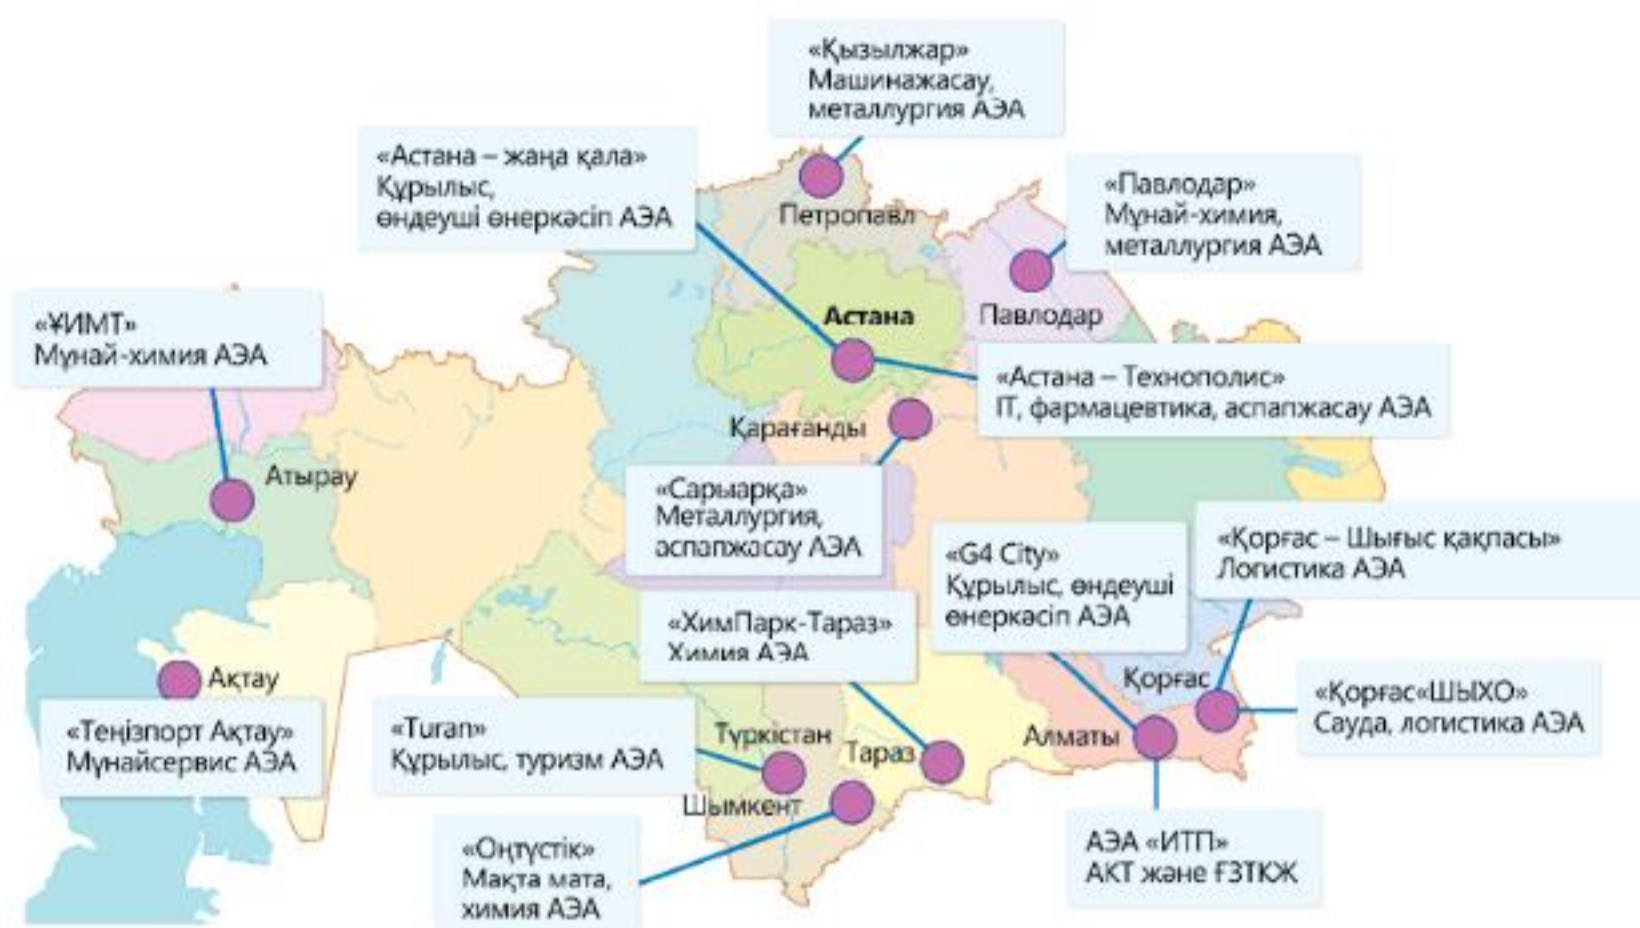 «Қызылжар»
Машинажасау,
металлургия АЭА
«Астана – жаңа қала»
Құрылыс,
өндеуші өнеркәсіп АЭА
«Павлодар»
Мұнай-химия,
металлургия АЭА
Петропавл
Астана
Павлодар
«ҰИМТ»
Мұнай-химия АЭА
«Астана – Технополис»
IT, фармацевтика, аспапжасау АЭА
Қарағанды
Атырау
«Сарыарқа»
Металлургия,
аспапжасау АЭА
«G4 City»
Құрылыс, өндеуші
өнеркәсіп АЭА
«Қорғас – Шығыс қақпасы»
Логистика АЭА
«ХимПарк-Тараз»
Химия АЭА
Ақтау
Қорғас
«Қорғас«ШЫХО»
Сауда, логистика АЭА
«Теңізпорт Ақтау»
Мұнайсервис АЭА
«Turan»
Құрылыс, туризм АЭА
Түркістан
Тараз
Алматы
Шымкент
«Оңтүстік»
Мақта мата,
химия АЭА
АЭА «ИТП»
АКТ және ҒЗТКЖ